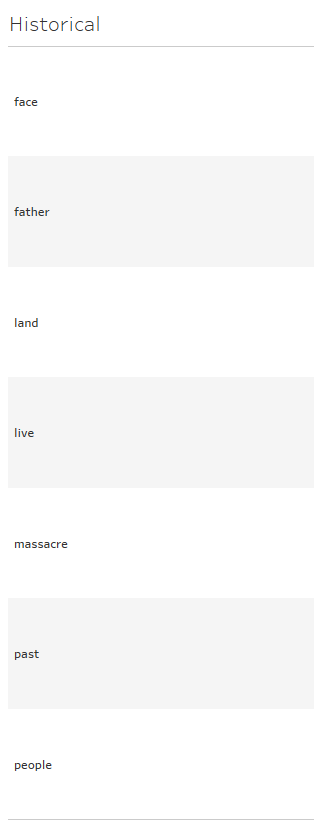 Historical
face
father
land
live
massacre
past
people